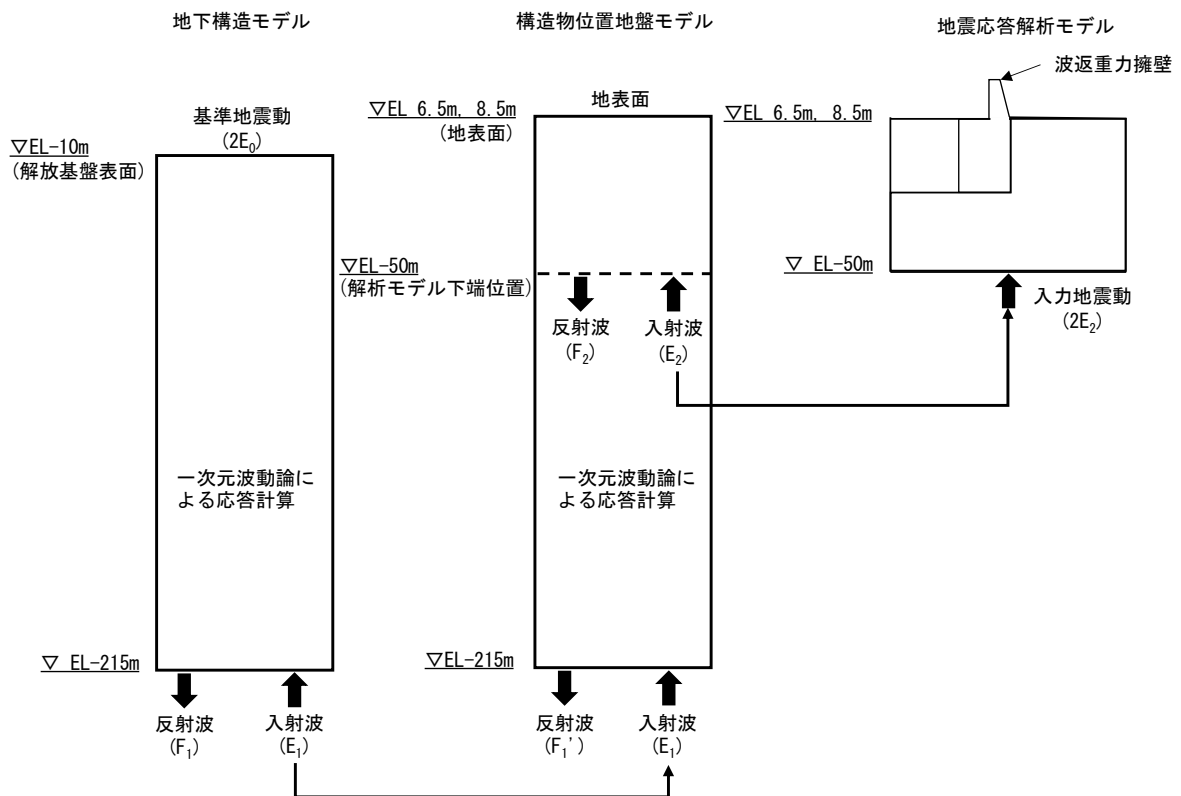 地下構造モデル
基準地震動
(2E₀)
▽EL-10m
(解放基盤表面)
一次元波動論に
よる応答計算
▽ EL-215m
反射波
(F₁)
入射波
(E₁)
構造物位置地盤モデル
地表面
▽EL 6.5m, 8.5m
(地表面)
▽EL-50m
(解析モデル下端位置)
反射波
(F₂)
入射波
(E₂)
一次元波動論に
よる応答計算
▽EL-215m
反射波
(F₁')
入射波
(E₁)
地震応答解析モデル
波返重力擁壁
▽EL 6.5m, 8.5m
▽ EL-50m
入力地震動
(2E₂)